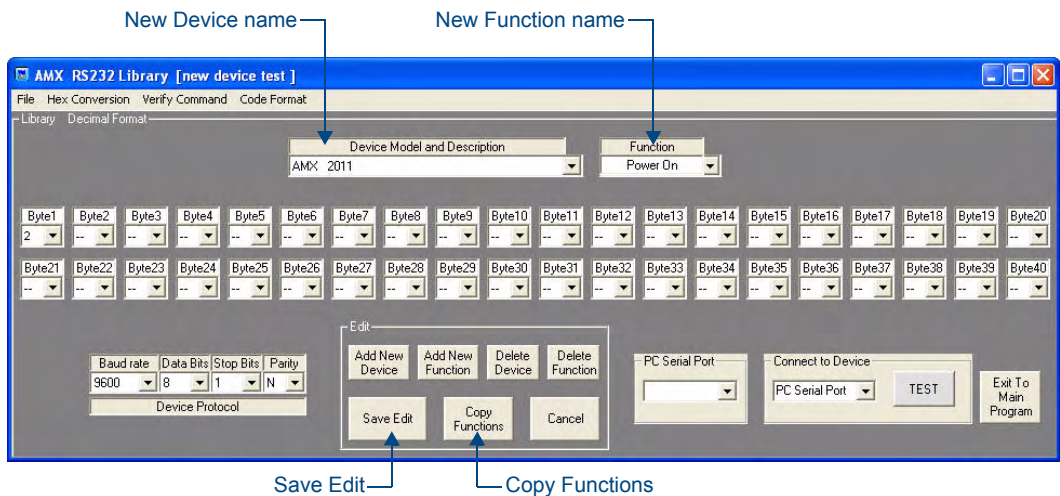 New Device name
New Function name
AMX RS232 Library [new device test ]
File Hex Conversion Verify Command Code Format
Library Decimal Format
Device Model and Description
Function
AMX 2011
Power On
Byte1 Byte2 Byte3 Byte4 Byte5 Byte6 Byte7 Byte8 Byte9 Byte10 Byte11 Byte12 Byte13 Byte14 Byte15 Byte16 Byte17 Byte18 Byte19 Byte20
2 -- -- -- -- -- -- -- -- -- -- -- -- -- -- -- -- -- -- --
Byte21 Byte22 Byte23 Byte24 Byte25 Byte26 Byte27 Byte28 Byte29 Byte30 Byte31 Byte32 Byte33 Byte34 Byte35 Byte36 Byte37 Byte38 Byte39 Byte40
-- -- -- -- -- -- -- -- -- -- -- -- -- -- -- -- -- -- -- --
Baud rate Data Bits Stop Bits Parity
9600 8 1 N
Device Protocol
Edit
Add New
Device
Add New
Function
Delete
Device
Delete
Function
Save Edit
Copy
Functions
Cancel
PC Serial Port
Connect to Device
PC Serial Port
TEST
Exit To
Main
Program
Save Edit
Copy Functions